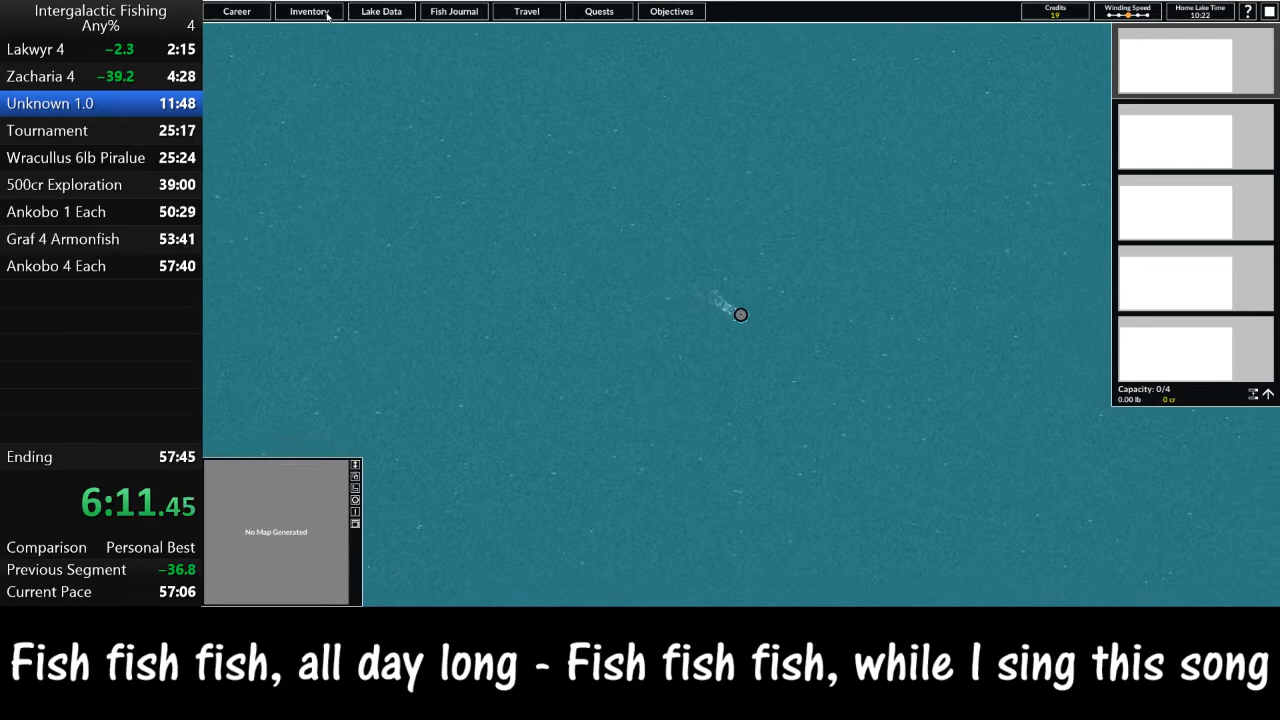 Intergalactic Fishing
Any% 4
Lakwyr 4 −2.3 2:15
Zacharia 4 −39.2 4:28
Unknown 1.0 11:48
Tournament 25:17
Wracullus 6lb Piralue 25:24
500cr Exploration 39:00
Ankobo 1 Each 50:29
Graf 4 Armonfish 53:41
Ankobo 4 Each 57:40
Ending 57:45
6:11.45
Comparison Personal Best
Previous Segment −36.8
Current Pace 57:06
Career Inventory Lake Data Fish Journal Travel Quests Objectives
Credits
19
Winding Speed
Home Lake Time
10:22
?
Capacity: 0/4
0.00 lb 0 cr
No Map Generated
Fish fish fish, all day long - Fish fish fish, while I sing this song